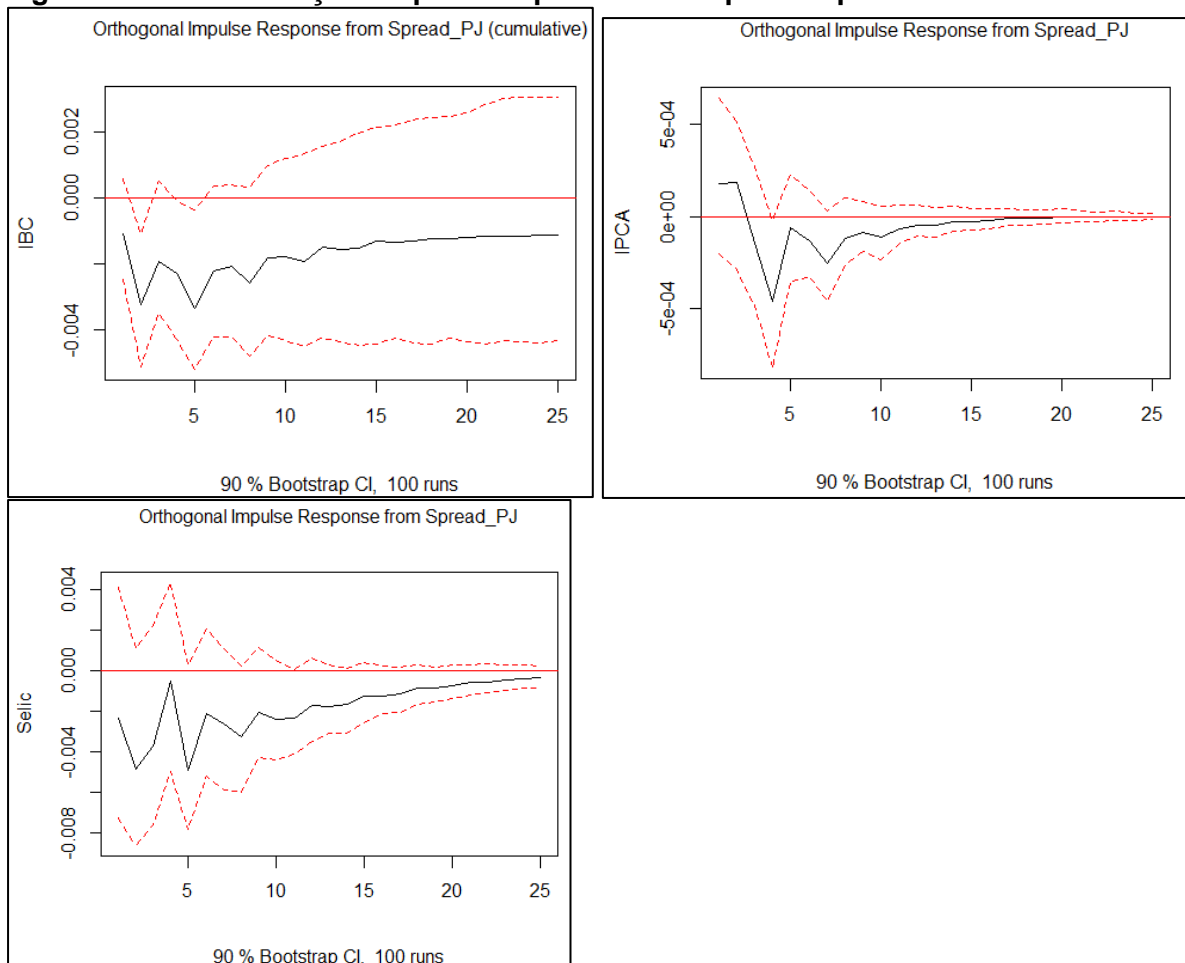 Orthogonal Impulse Response from Spread_PJ (cumulative)
IBC
0.002
0.000
-0.004
5 10 15 20 25
90 % Bootstrap CI, 100 runs
Orthogonal Impulse Response from Spread_PJ
IPCA
5e-04
0e+00
-5e-04
5 10 15 20 25
90 % Bootstrap CI, 100 runs
Orthogonal Impulse Response from Spread_PJ
Selic
0.004
0.000
-0.004
-0.008
5 10 15 20 25
90 % Bootstrap CI, 100 runs